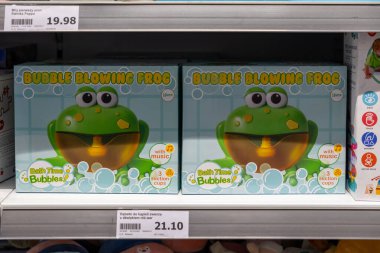 19.98
BUBBLE BLOWING FROG
with
music
Bath Time
Bubbles!
3
suction
cups
BUBBLE BLOWING FROG
with
music
Bath Time
Bubbles!
3
suction
cups
21.10